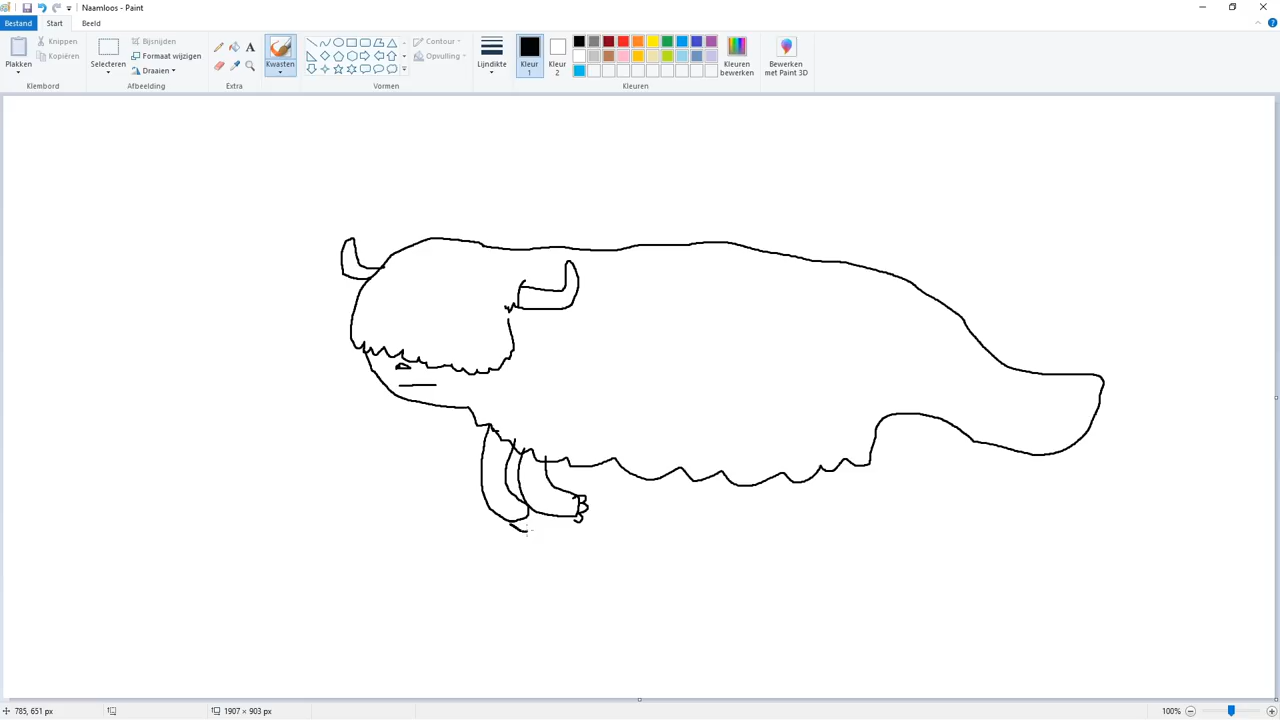 Naamloos - Paint
Bestand Start Beeld
Plakken
Knippen
Kopiëren
Klembord
Selecteren
Bijsnijden
Formaat wijzigen
Draaien
Afbeelding
A
Extra
Kwasten
Contour
Opvulling
Vormen
Lijndikte
Kleur
1
Kleur
2
Kleuren
bewerken
Kleuren
Bewerken
met Paint 3D
785, 651 px
1907 × 903 px
100%